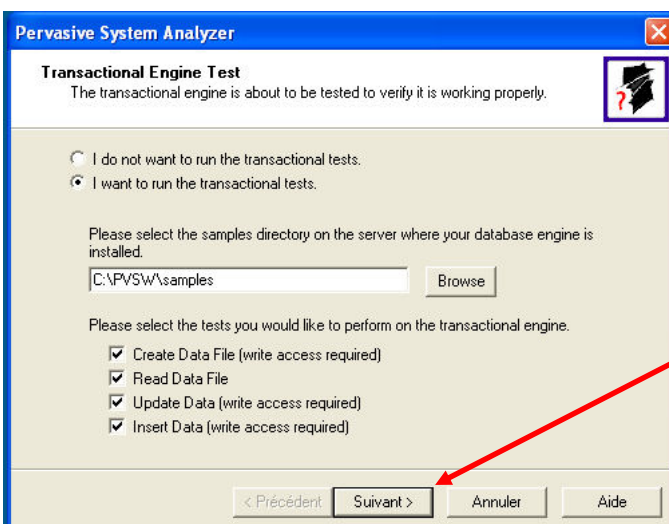 Pervasive System Analyzer
Transactional Engine Test
The transactional engine is about to be tested to verify it is working properly.
?
I do not want to run the transactional tests.
I want to run the transactional tests.
Please select the samples directory on the server where your database engine is
installed.
C:\PVSW\samples
Browse
Please select the tests you would like to perform on the transactional engine.
Create Data File (write access required)
Read Data File
Update Data (write access required)
Insert Data (write access required)
< Précédent
Suivant >
Annuler
Aide